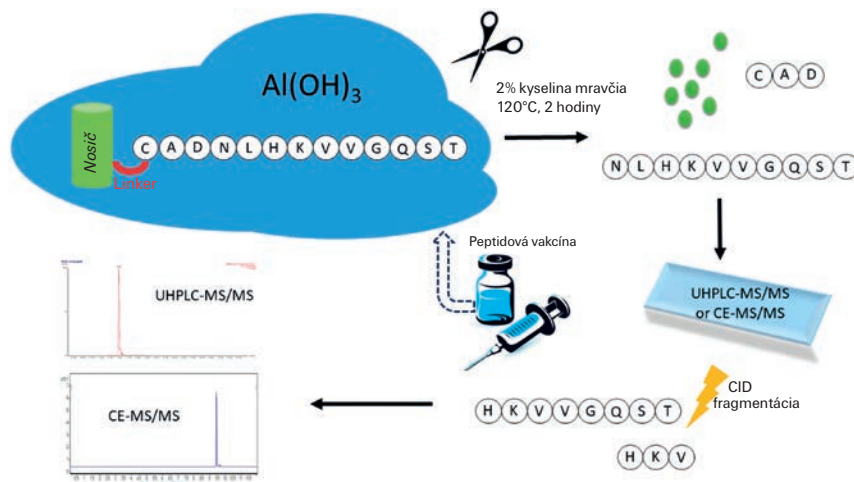 Al(OH)3
Nosič
Linker
C A D N L H K V V G Q S T
2% kyselina mravčia
120°C, 2 hodiny
C A D
N L H K V V G Q S T
Peptidová vakcína
UHPLC-MS/MS
or CE-MS/MS
CID
fragmentácia
H K V V G Q S T
H K V
UHPLC-MS/MS
CE-MS/MS